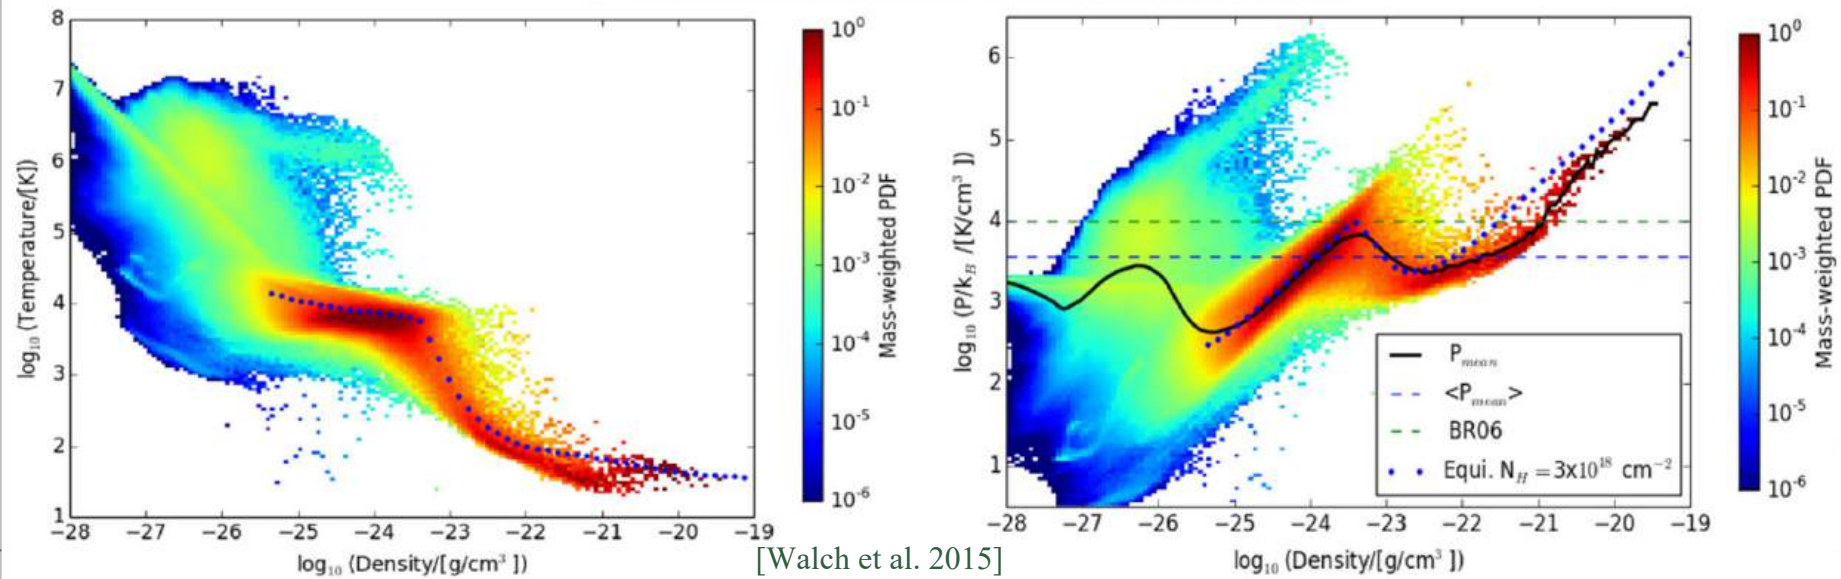 8
7
6
5
4
3
2
1
−28 −27 −26 −25 −24 −23 −22 −21 −20 −19
log₁₀ (Temperature/[K])
log₁₀ (Density/[g/cm³ ])
10⁰
10⁻¹
10⁻²
10⁻³
10⁻⁴
10⁻⁵
10⁻⁶
Mass-weighted PDF
[Walch et al. 2015]
6
5
4
3
2
1
−28 −27 −26 −25 −24 −23 −22 −21 −20 −19
log₁₀ (P/k_B /[K/cm³ ])
log₁₀ (Density/[g/cm³ ])
P_mean
<P_mean>
BR06
Equi. N_H =3x10¹⁸ cm⁻²
10⁰
10⁻¹
10⁻²
10⁻³
10⁻⁴
10⁻⁵
10⁻⁶
Mass-weighted PDF